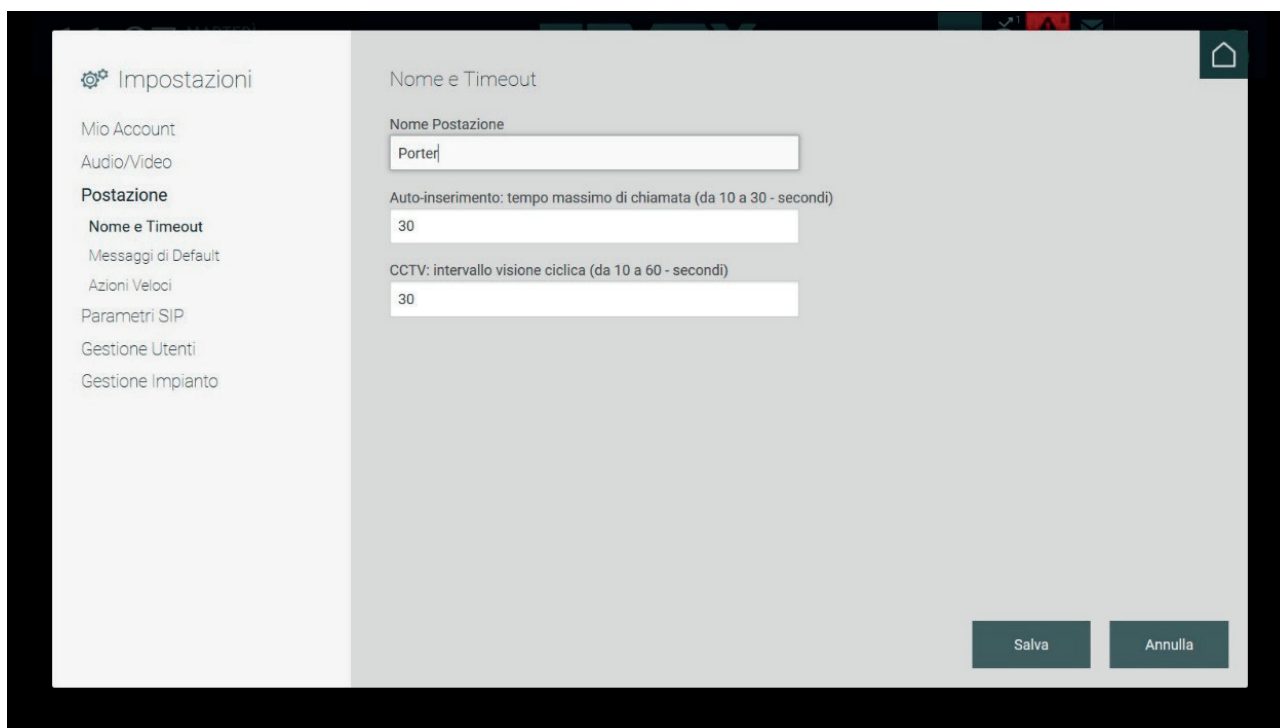 Impostazioni
Mio Account
Audio/Video
Postazione
Nome e Timeout
Messaggi di Default
Azioni Veloci
Parametri SIP
Gestione Utenti
Gestione Impianto
Nome e Timeout
Nome Postazione
Porter
Auto-inserimento: tempo massimo di chiamata (da 10 a 30 - secondi)
30
CCTV: intervallo visione ciclica (da 10 a 60 - secondi)
30
Salva
Annulla